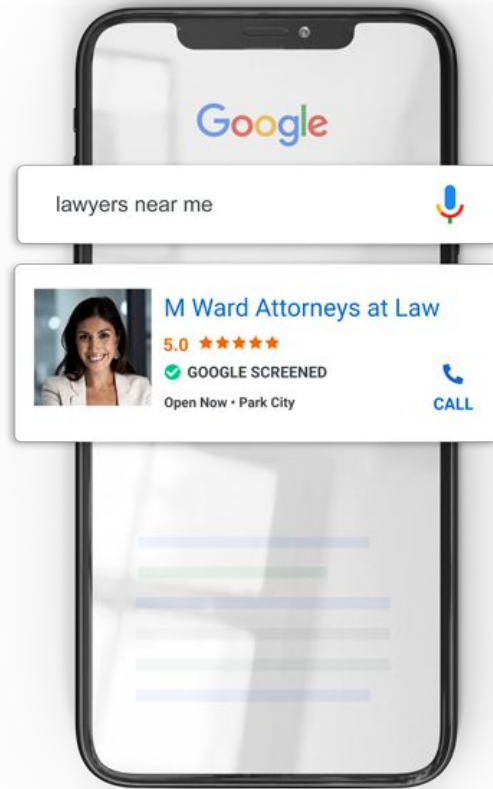 Google
lawyers near me
M Ward Attorneys at Law
5.0
GOOGLE SCREENED
Open Now • Park City
CALL